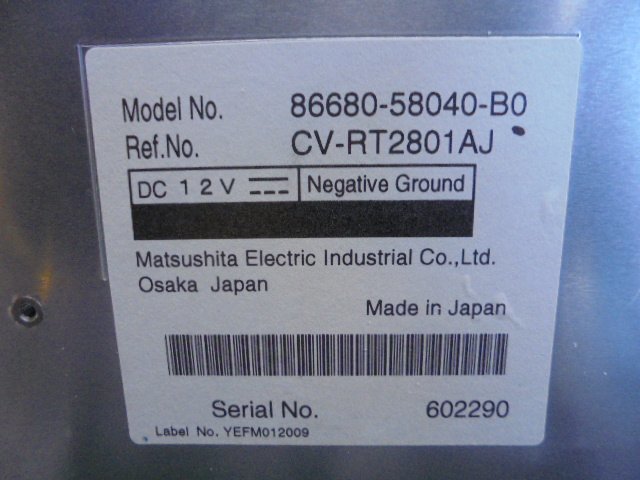 Model No. 86680-58040-B0
Ref.No. CV-RT2801AJ
DC 12V Negative Ground
Matsushita Electric Industrial Co.,Ltd.
Osaka Japan
Made in Japan
Serial No. 602290
Label No. YEFM012009